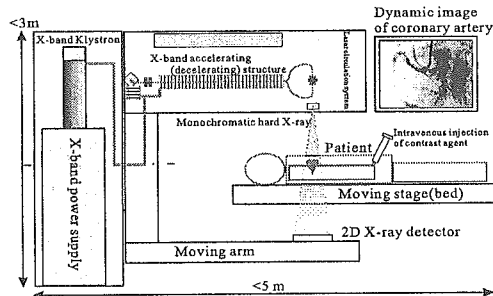 <3m
X-band Klystron
X-band accelerating
(decelerating) structure
Dynamic image
of coronary artery
Monochromatic hard X-ray
Intravenous injection
of contrast agent
Patient
X-band power supply
Moving stage(bed)
2D X-ray detector
Moving arm
<5 m